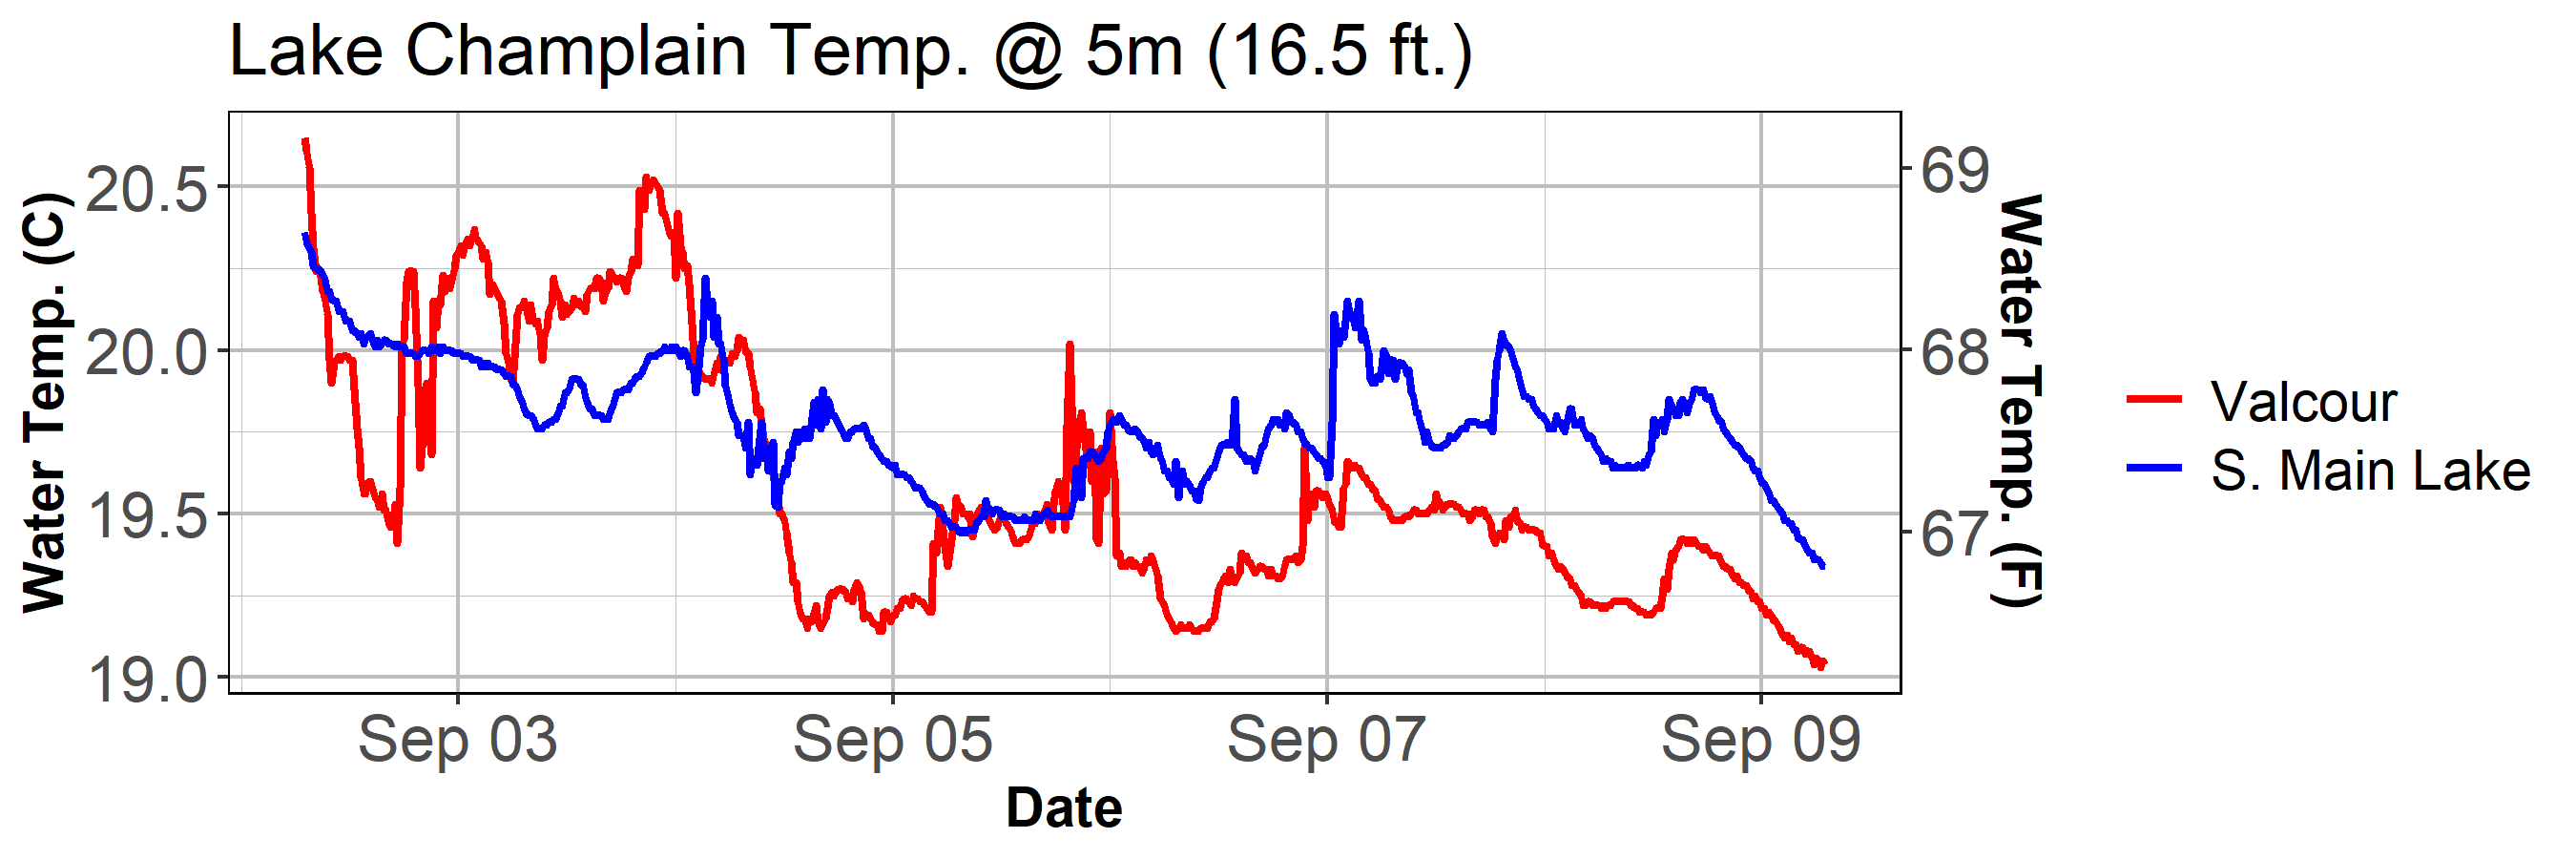 Lake Champlain Temp. @ 5m (16.5 ft.)
Water Temp. (C)
20.5
20.0
19.5
19.0
69
68
67
Water Temp. (F)
Sep 03
Sep 05
Sep 07
Sep 09
Date
Valcour
S. Main Lake